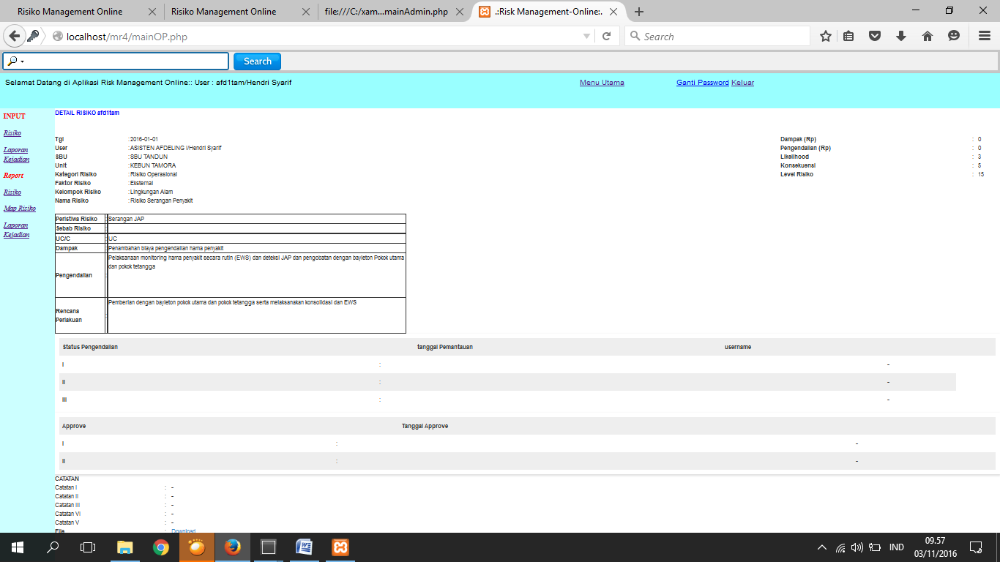 Risiko Management Online
Risiko Management Online
file:///C:/xam...mainAdmin.php
.:Risk Management-Online:.
localhost/mr4/mainOP.php
Search
Search
Selamat Datang di Aplikasi Risk Management Online:: User : afd1tam/Hendri Syarif
Menu Utama
Ganti Password Keluar
INPUT
Risiko
Laporan
Kejadian
Report
Risiko
Map Risiko
Laporan
Kejadian
DETAIL RISIKO afd1tam
Tgl : 2016-01-01
User : ASISTEN AFDELING I/Hendri Syarif
SBU : SBU TANDUN
Unit : KEBUN TAMORA
Kategori Risiko : Risiko Operasional
Faktor Risiko : Eksternal
Kelompok Risiko : Lingkungan Alam
Nama Risiko : Risiko Serangan Penyakit
Dampak (Rp) : 0
Pengendalian (Rp) : 0
Likelihood : 3
Konsekuensi : 5
Level Risiko : 15
Peristiwa Risiko : Serangan JAP
Sebab Risiko :
UC/C : UC
Dampak : Penambahan biaya pengendalian hama penyakit
Pengendalian : Pelaksanaan monitoring hama penyakit secara rutin (EWS) dan deteksi JAP dan pengobatan dengan bayleton Pokok utama
dan pokok tetangga
Rencana
Perlakuan : Pemberian dengan bayleton pokok utama dan pokok tetangga serta melaksanakan konsolidasi dan EWS
Status Pengendalian tanggal Pemantauan username
I : -
II : -
III : -
Approve Tanggal Approve
I : -
II : -
CATATAN
Catatan I : -
Catatan II : -
Catatan III : -
Catatan VI : -
Catatan V : -
File : Download
IND
09.57
03/11/2016